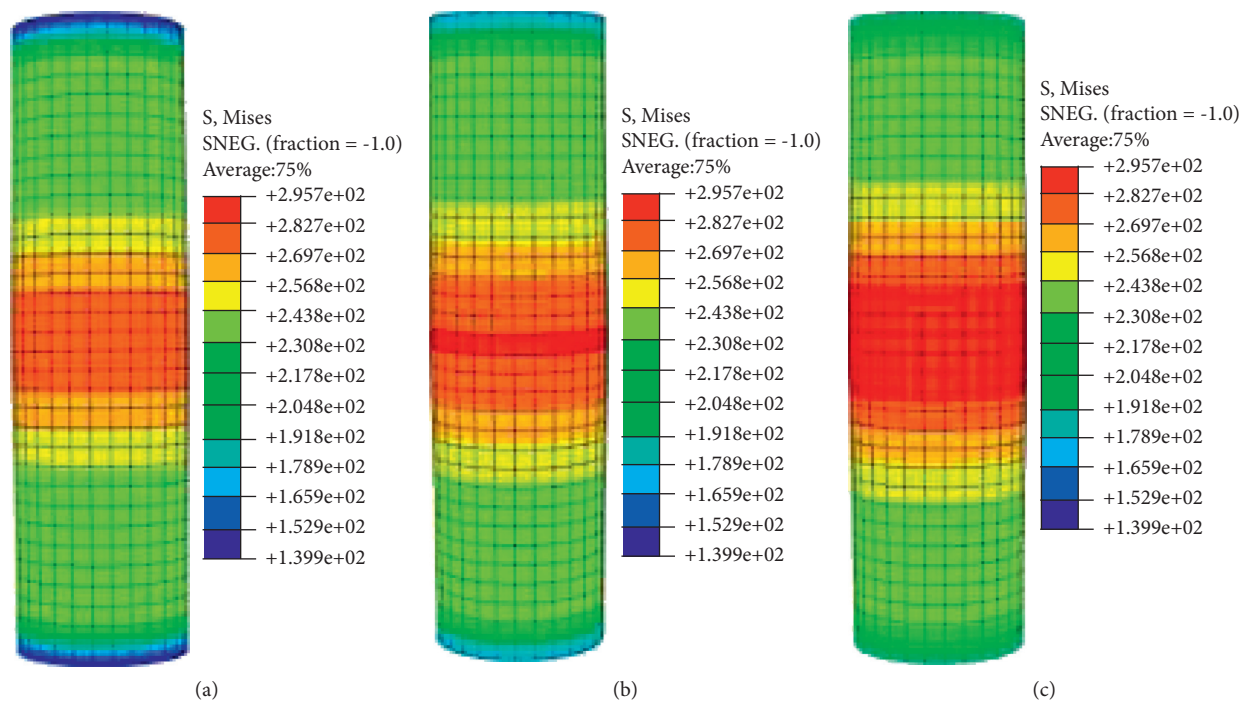 S, Mises
SNEG. (fraction = -1.0)
Average:75%
+2.957e+02
+2.827e+02
+2.697e+02
+2.568e+02
+2.438e+02
+2.308e+02
+2.178e+02
+2.048e+02
+1.918e+02
+1.789e+02
+1.659e+02
+1.529e+02
+1.399e+02
(a)
S, Mises
SNEG. (fraction = -1.0)
Average:75%
+2.957e+02
+2.827e+02
+2.697e+02
+2.568e+02
+2.438e+02
+2.308e+02
+2.178e+02
+2.048e+02
+1.918e+02
+1.789e+02
+1.659e+02
+1.529e+02
+1.399e+02
(b)
S, Mises
SNEG. (fraction = -1.0)
Average:75%
+2.957e+02
+2.827e+02
+2.697e+02
+2.568e+02
+2.438e+02
+2.308e+02
+2.178e+02
+2.048e+02
+1.918e+02
+1.789e+02
+1.659e+02
+1.529e+02
+1.399e+02
(c)